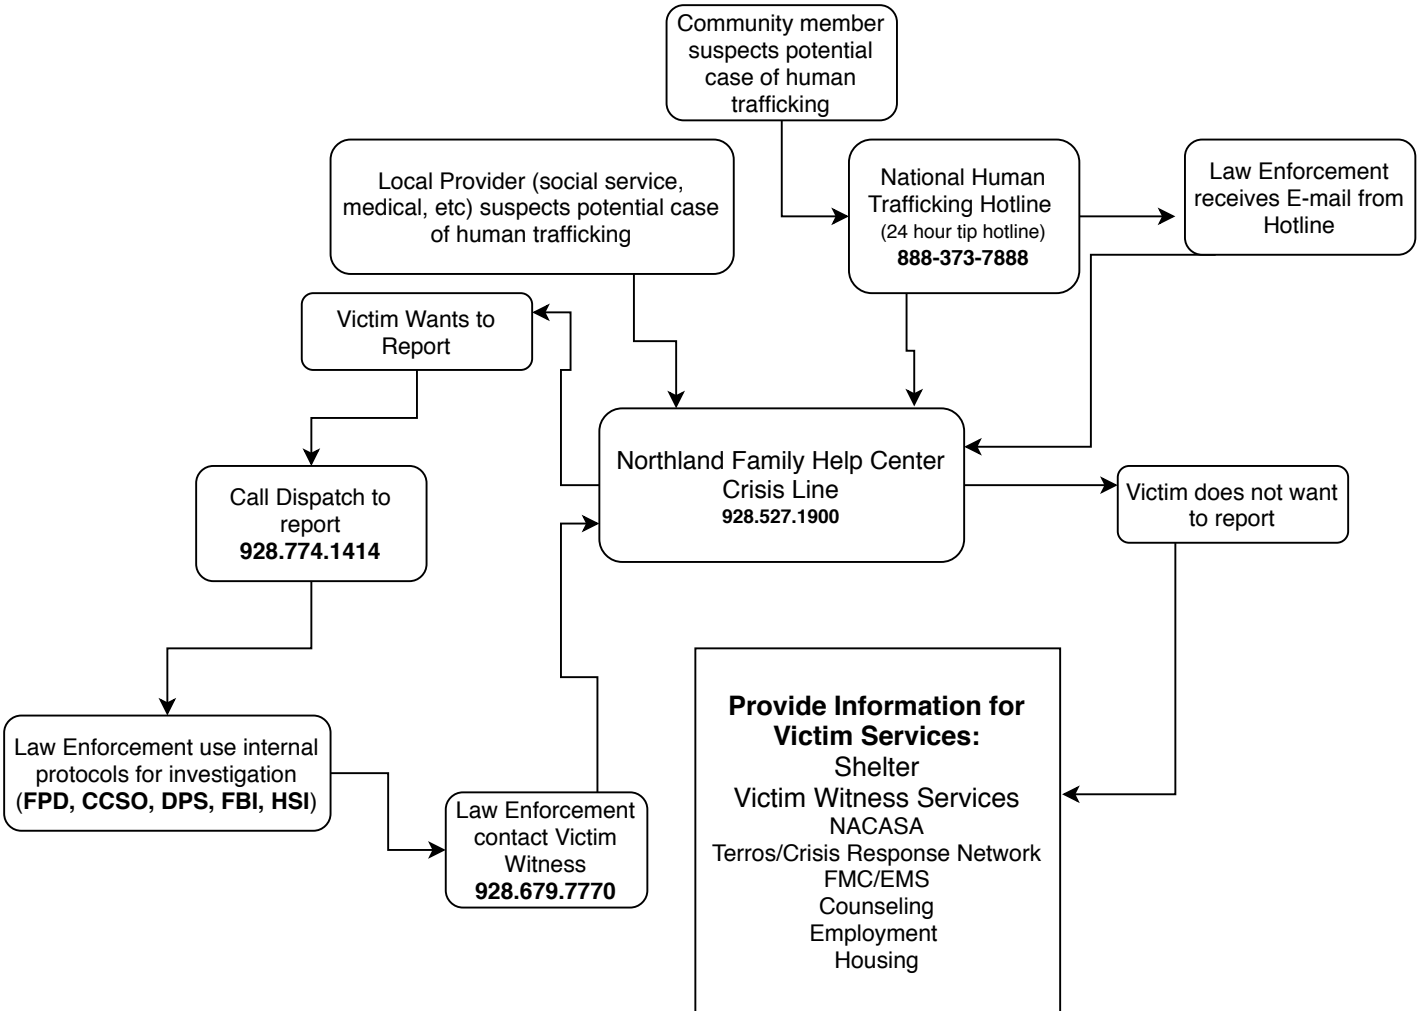 Community member
suspects potential
case of human
trafficking
Local Provider (social service,
medical, etc) suspects potential case
of human trafficking
National Human
Trafficking Hotline
(24 hour tip hotline)
888-373-7888
Law Enforcement
receives E-mail from
Hotline
Victim Wants to
Report
Northland Family Help Center
Crisis Line
928.527.1900
Call Dispatch to
report
928.774.1414
Victim does not want
to report
Law Enforcement use internal
protocols for investigation
(FPD, CCSO, DPS, FBI, HSI)
Law Enforcement
contact Victim
Witness
928.679.7770
Provide Information for
Victim Services:
Shelter
Victim Witness Services
NACASA
Terros/Crisis Response Network
FMC/EMS
Counseling
Employment
Housing